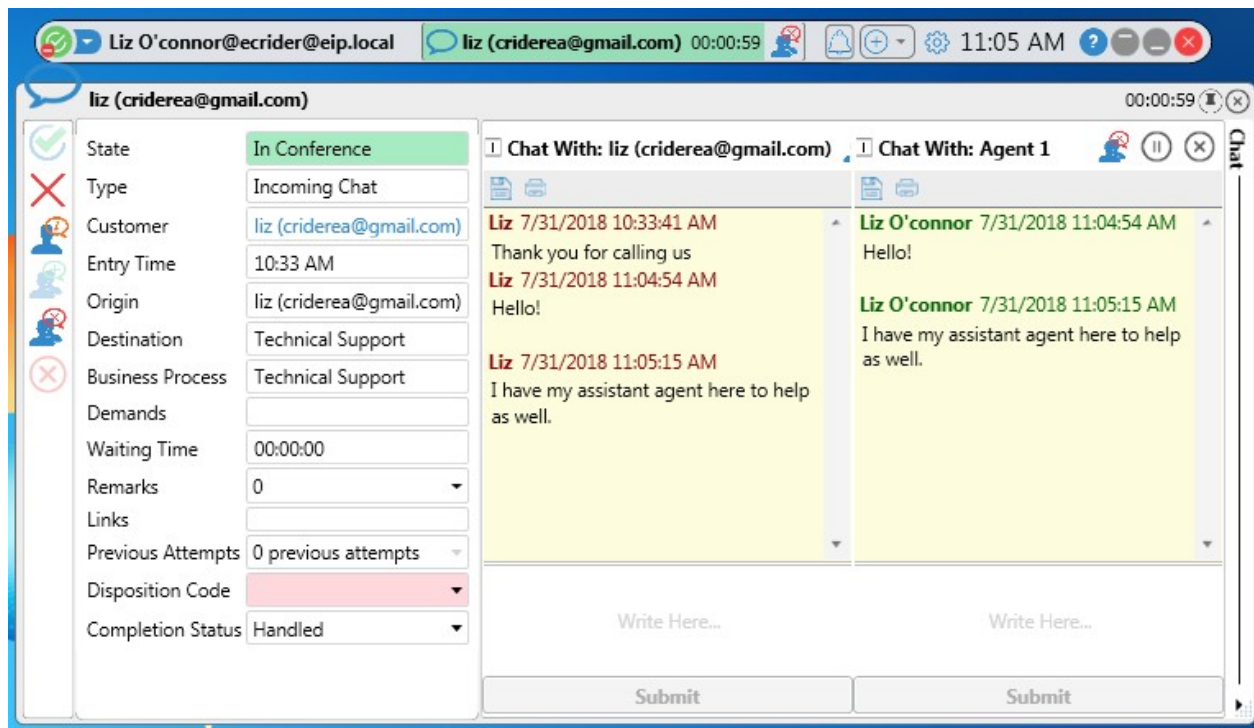 Liz O'connor@ecrider@eip.local
liz (criderea@gmail.com) 00:00:59
11:05 AM
?
liz (criderea@gmail.com)
00:00:59
State
In Conference
Type
Incoming Chat
Customer
liz (criderea@gmail.com)
Entry Time
10:33 AM
Origin
liz (criderea@gmail.com)
Destination
Technical Support
Business Process
Technical Support
Demands
Waiting Time
00:00:00
Remarks
0
Links
Previous Attempts
0 previous attempts
Disposition Code
Completion Status
Handled
Chat With: liz (criderea@gmail.com)
Liz 7/31/2018 10:33:41 AM
Thank you for calling us
Liz 7/31/2018 11:04:54 AM
Hello!
Liz 7/31/2018 11:05:15 AM
I have my assistant agent here to help
as well.
Write Here...
Submit
Chat With: Agent 1
Liz O'connor 7/31/2018 11:04:54 AM
Hello!
Liz O'connor 7/31/2018 11:05:15 AM
I have my assistant agent here to help
as well.
Write Here...
Submit
Chat